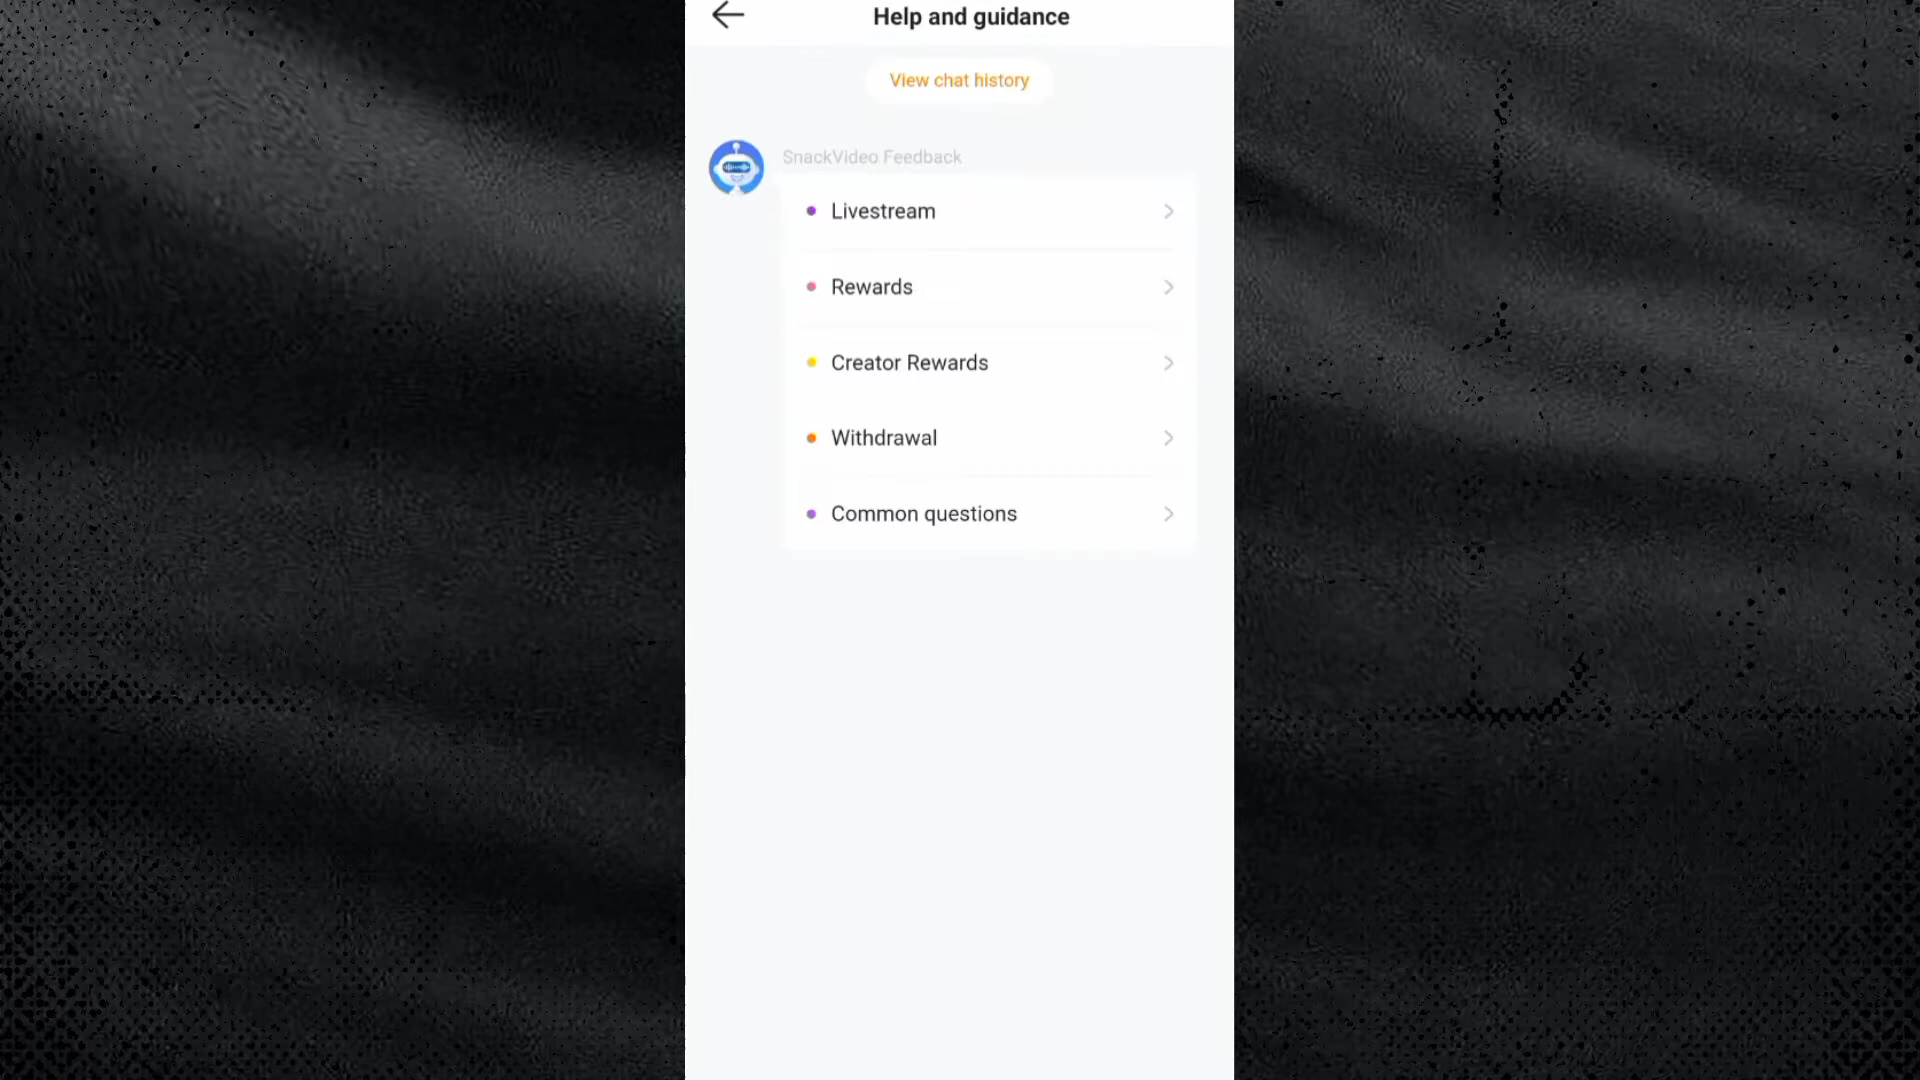 Help and guidance
View chat history
SnackVideo Feedback
Livestream
Rewards
Creator Rewards
Withdrawal
Common questions